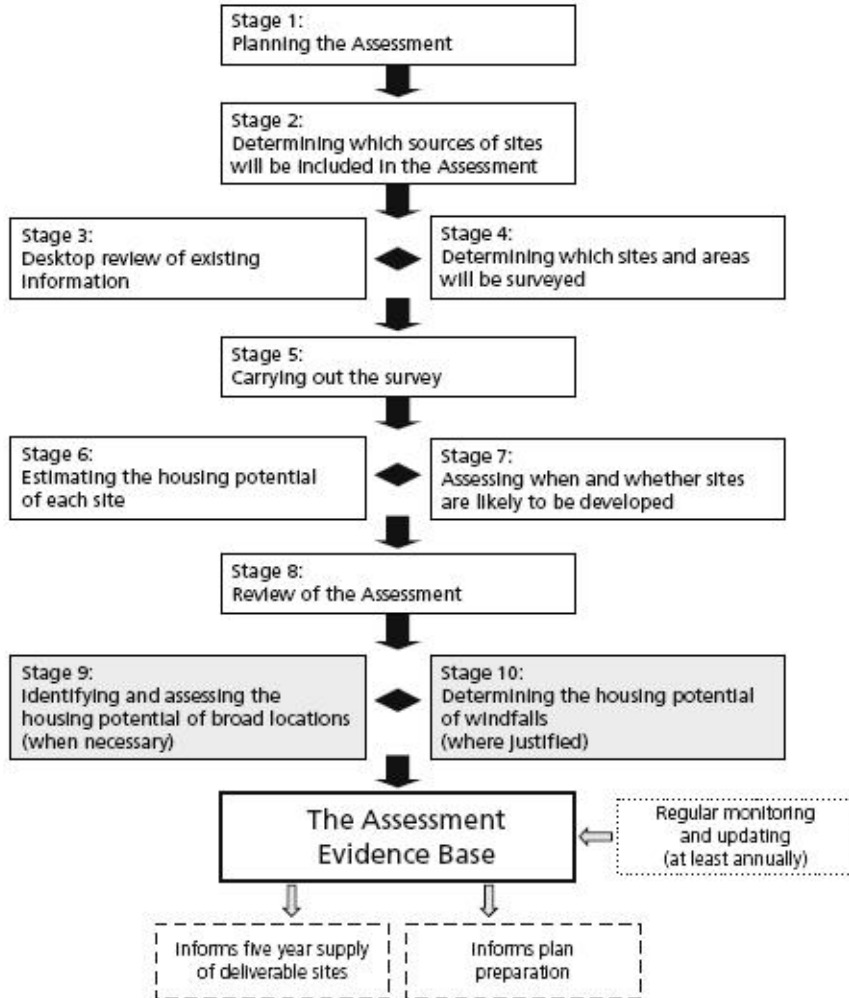 Stage 1:
Planning the Assessment
Stage 2:
Determining which sources of sites
will be included in the Assessment
Stage 3:
Desktop review of existing
information
Stage 4:
Determining which sites and areas
will be surveyed
Stage 5:
Carrying out the survey
Stage 6:
Estimating the housing potential
of each site
Stage 7:
Assessing when and whether sites
are likely to be developed
Stage 8:
Review of the Assessment
Stage 9:
Identifying and assessing the
housing potential of broad locations
(when necessary)
Stage 10:
Determining the housing potential
of windfalls
(where justified)
The Assessment
Evidence Base
Regular monitoring
and updating
(at least annually)
Informs five year supply
of deliverable sites
Informs plan
preparation